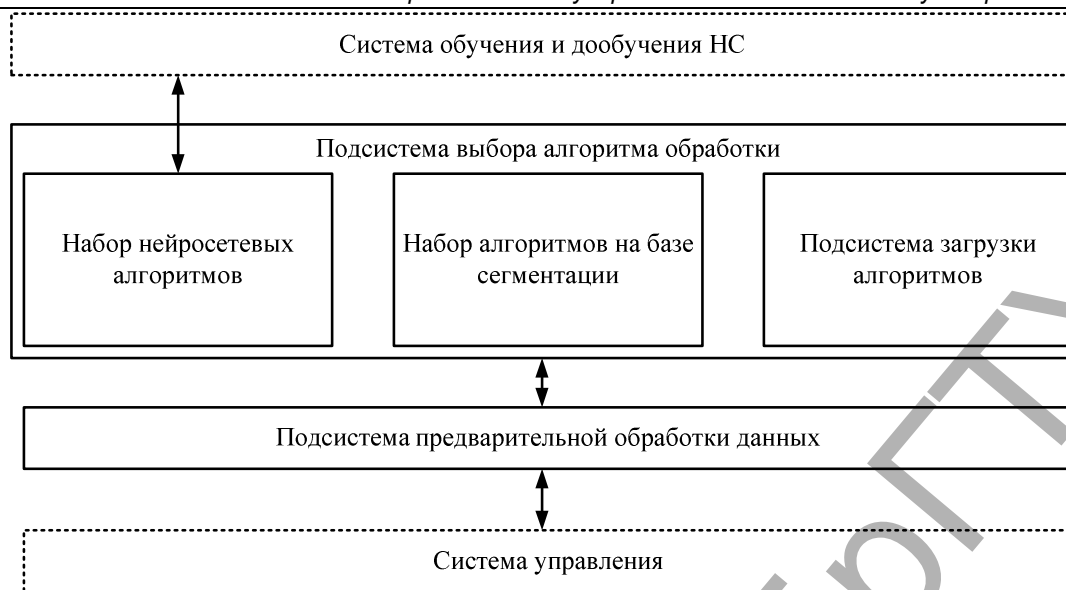 Система обучения и дообучения НС
Подсистема выбора алгоритма обработки
Набор нейросетевых
алгоритмов
Набор алгоритмов на базе
сегментации
Подсистема загрузки
алгоритмов
Подсистема предварительной обработки данных
Система управления